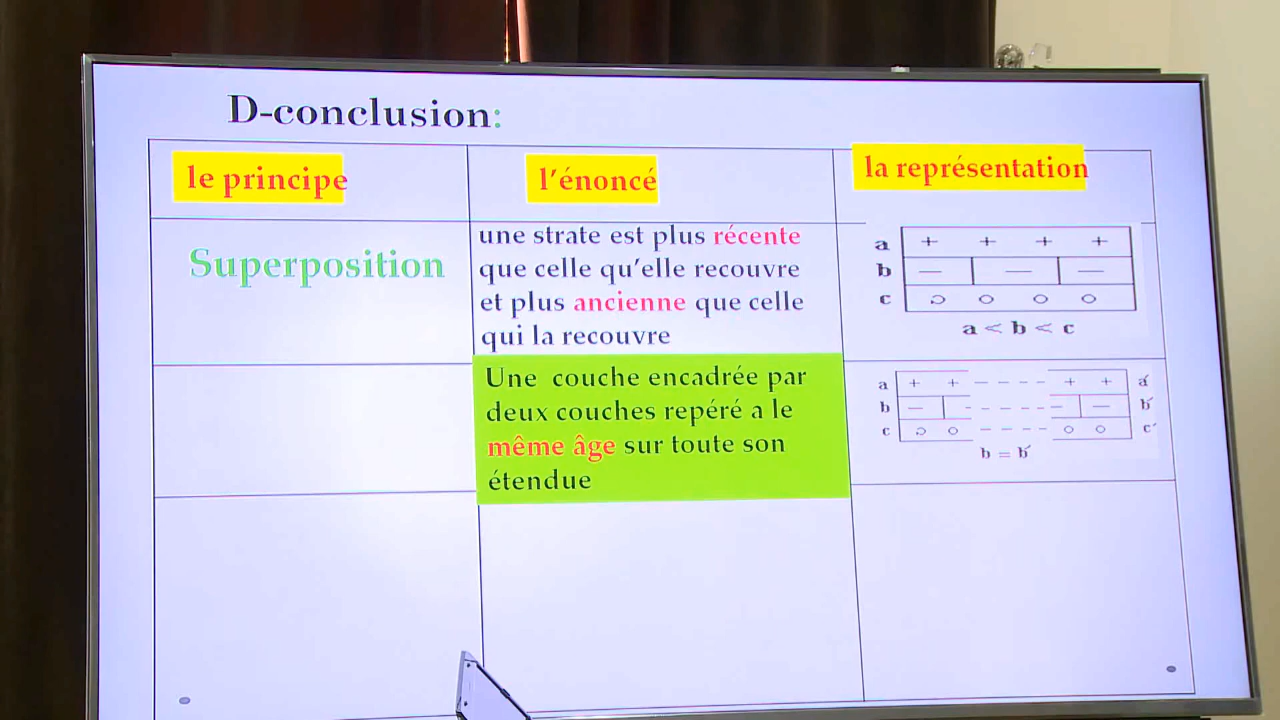 D-conclusion:
le principe
l'énoncé
la représentation
Superposition
une strate est plus récente
que celle qu'elle recouvre
et plus ancienne que celle
qui la recouvre
a
b
c
a < b < c
Une couche encadrée par
deux couches repéré a le
même âge sur toute son
étendue
a a´
b b´
c c´
b = b´